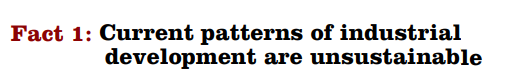 Fact 1: Current patterns of industrial
development are unsustainable